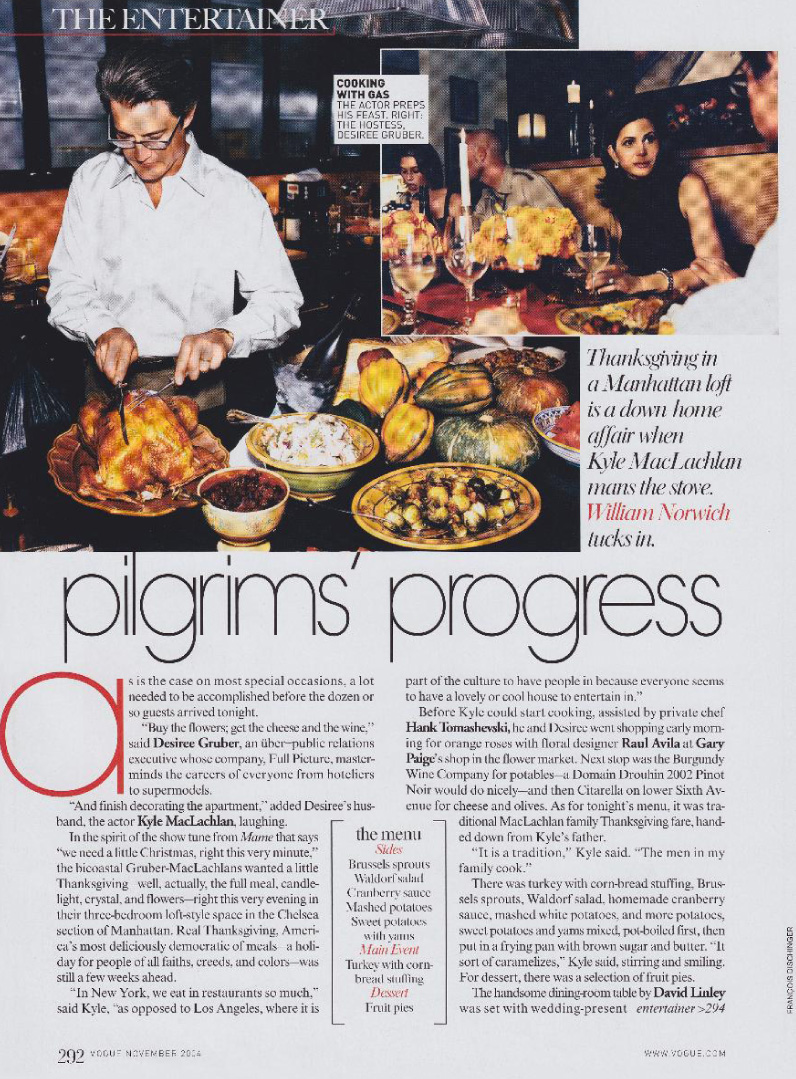 THE ENTERTAINER
COOKING
WITH GAS
THE ACTOR PREPS
HIS FEAST. RIGHT:
THE HOSTESS,
DESIREE GRUBER.
Thanksgiving in
a Manhattan loft
is a down-home
affair when
Kyle MacLachlan
mans the stove.
William Norwich
tucks in.
pilgrims' progress
as is the case on most special occasions, a lot
needed to be accomplished before the dozen or
so guests arrived tonight.
"Buy the flowers; get the cheese and the wine,"
said Desiree Gruber, an über–public relations
executive whose company, Full Picture, master-
minds the careers of everyone from hoteliers
to supermodels.
"And finish decorating the apartment," added Desiree's hus-
band, the actor Kyle MacLachlan, laughing.
In the spirit of the show tune from Mame that says
"we need a little Christmas, right this very minute,"
the bicoastal Gruber-MacLachlans wanted a little
Thanksgiving—well, actually, the full meal, candle-
light, crystal, and flowers—right this very evening in
their three-bedroom loft-style space in the Chelsea
section of Manhattan. Real Thanksgiving, Ameri-
ca's most deliciously democratic of meals—a holi-
day for people of all faiths, creeds, and colors—was
still a few weeks ahead.
"In New York, we eat in restaurants so much,"
said Kyle, "as opposed to Los Angeles, where it is
the menu
Sides
Brussels sprouts
Waldorf salad
Cranberry sauce
Mashed potatoes
Sweet potatoes
with yams
Main Event
Turkey with corn-
bread stuffing
Dessert
Fruit pies
part of the culture to have people in because everyone seems
to have a lovely or cool house to entertain in."
Before Kyle could start cooking, assisted by private chef
Hank Tomashevski, he and Desiree went shopping early morn-
ing for orange roses with floral designer Raul Avila at Gary
Paige's shop in the flower market. Next stop was the Burgundy
Wine Company for potables—a Domain Drouhin 2002 Pinot
Noir would do nicely—and then Citarella on lower Sixth Av-
enue for cheese and olives. As for tonight's menu, it was tra-
ditional MacLachlan family Thanksgiving fare, hand-
ed down from Kyle's father.
"It is a tradition," Kyle said. "The men in my
family cook."
There was turkey with corn-bread stuffing, Brus-
sels sprouts, Waldorf salad, homemade cranberry
sauce, mashed white potatoes, and more potatoes,
sweet potatoes and yams mixed, pot-boiled first, then
put in a frying pan with brown sugar and butter. "It
sort of caramelizes," Kyle said, stirring and smiling.
For dessert, there was a selection of fruit pies.
The handsome dining-room table by David Linley
was set with wedding-present entertainer >294
FRANÇOIS DISCHINGER
292 VOGUE NOVEMBER 2004
WWW.VOGUE.COM